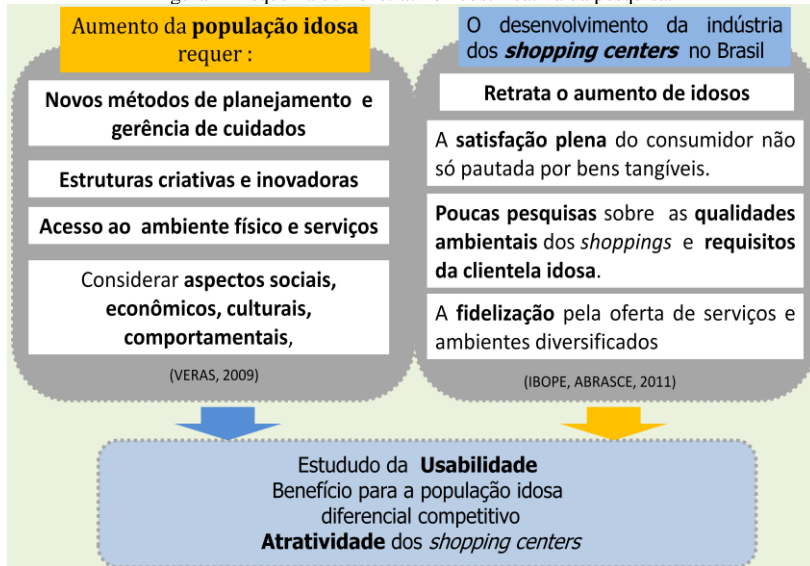 Aumento da população idosa
requer :
Novos métodos de planejamento e
gerência de cuidados
Estruturas criativas e inovadoras
Acesso ao ambiente físico e serviços
Considerar aspectos sociais,
econômicos, culturais,
comportamentais,
(VERAS, 2009)
O desenvolvimento da indústria
dos shopping centers no Brasil
Retrata o aumento de idosos
A satisfação plena do consumidor não
só pautada por bens tangíveis.
Poucas pesquisas sobre as qualidades
ambientais dos shoppings e requisitos
da clientela idosa.
A fidelização pela oferta de serviços e
ambientes diversificados
(IBOPE, ABRASCE, 2011)
Estududo da Usabilidade
Benefício para a população idosa
diferencial competitivo
Atratividade dos shopping centers